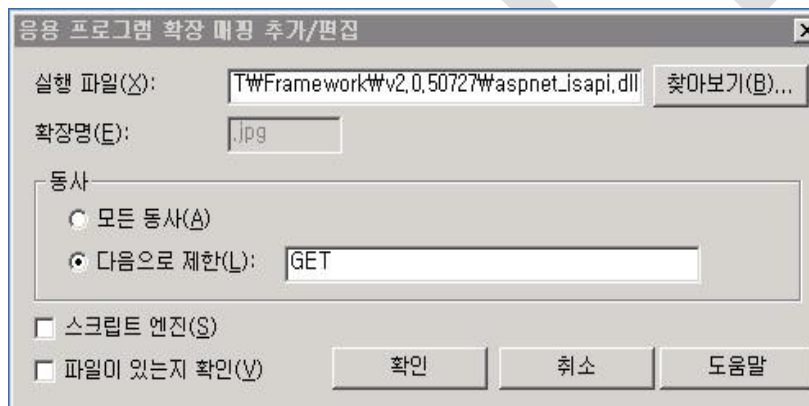 응용 프로그램 확장 매핑 추가/편집
실행 파일(X): T₩Framework₩v2.0.50727₩aspnet_isapi.dll 찾아보기(B)...
확장명(E): .jpg
동사
모든 동사(A)
다음으로 제한(L): GET
스크립트 엔진(S)
파일이 있는지 확인(V) 확인 취소 도움말